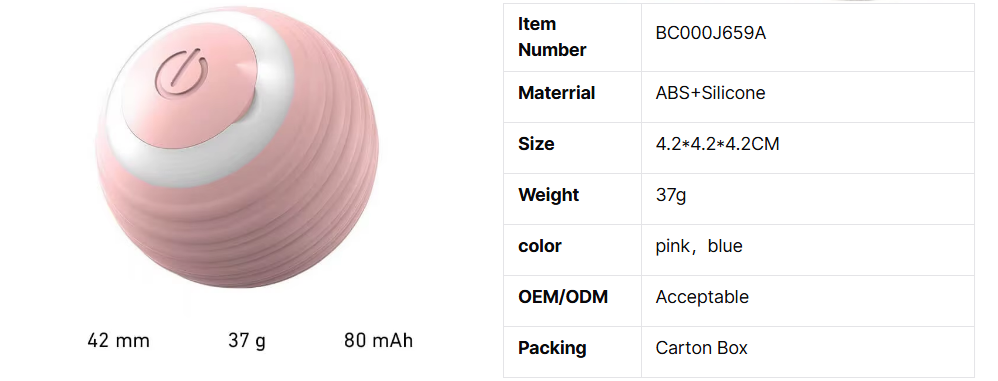 42 mm 37 g 80 mAh
Item
Number
BC000J659A
Materrial ABS+Silicone
Size 4.2*4.2*4.2CM
Weight 37g
color pink，blue
OEM/ODM Acceptable
Packing Carton Box